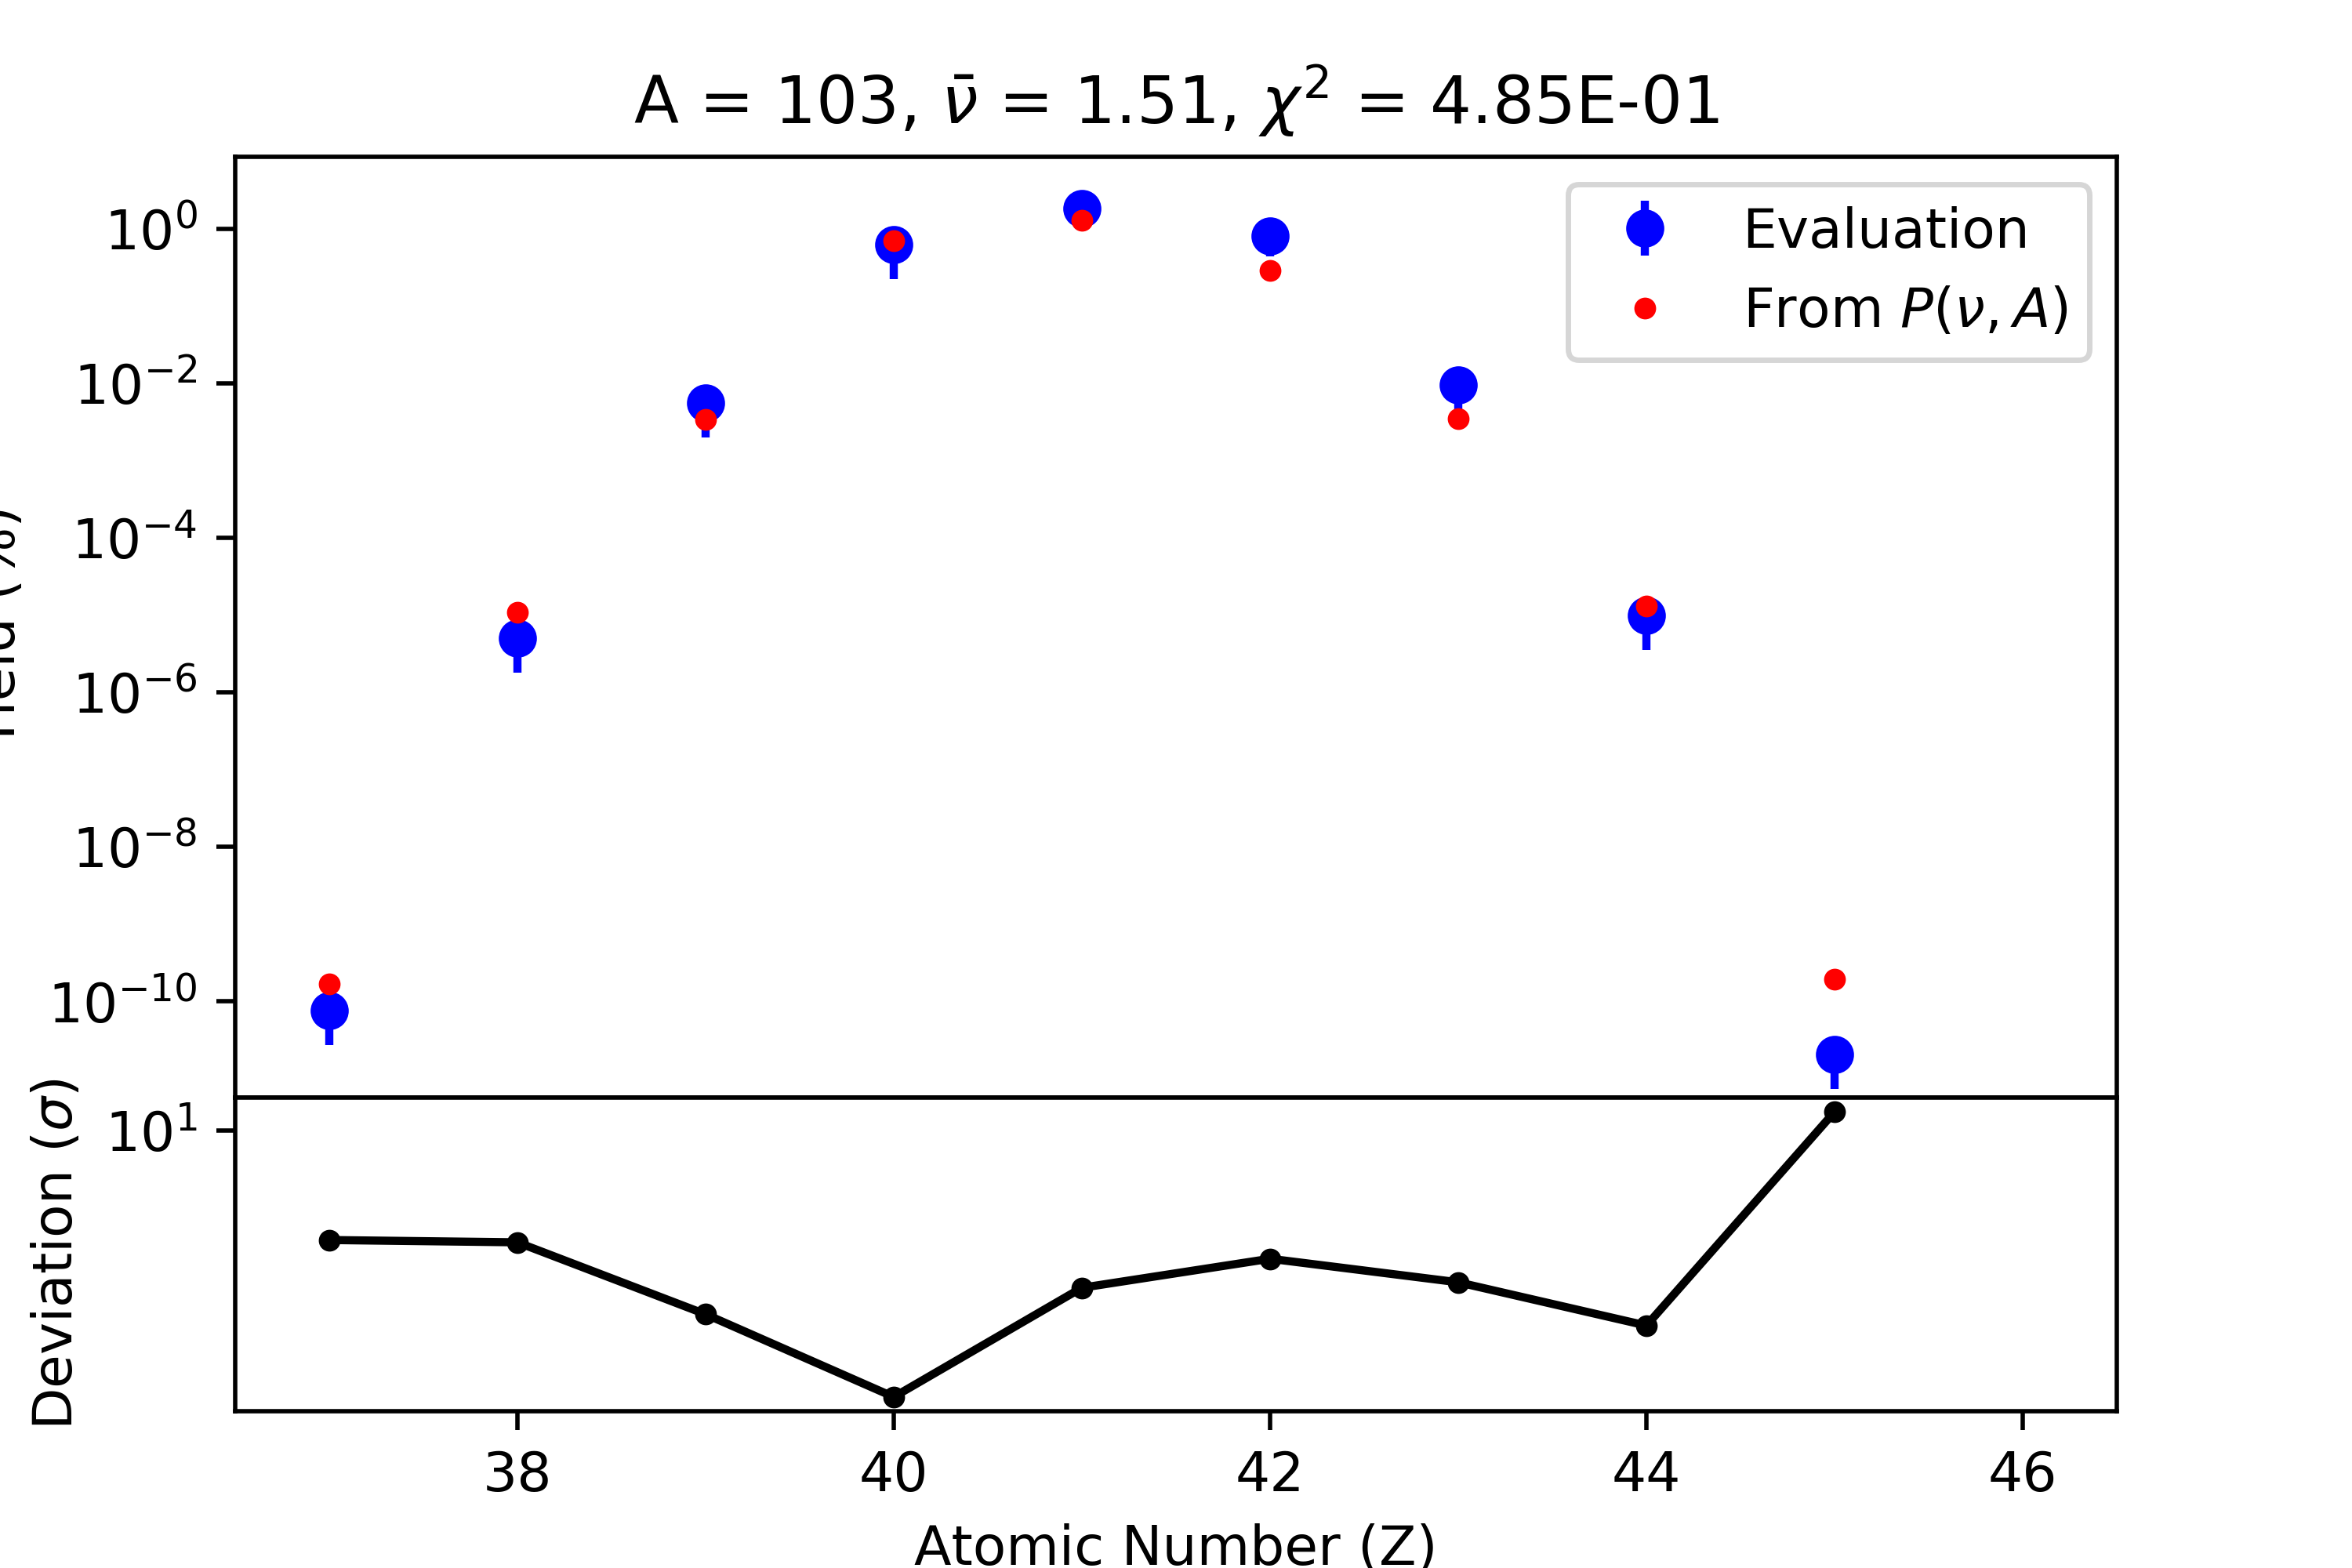 A = 103, ν̄ = 1.51, χ² = 4.85E-01
Evaluation
From P(ν, A)
10⁰
10⁻²
10⁻⁴
10⁻⁶
10⁻⁸
10⁻¹⁰
(%)
10¹
Deviation (σ)
38 40 42 44 46
Atomic Number (Z)